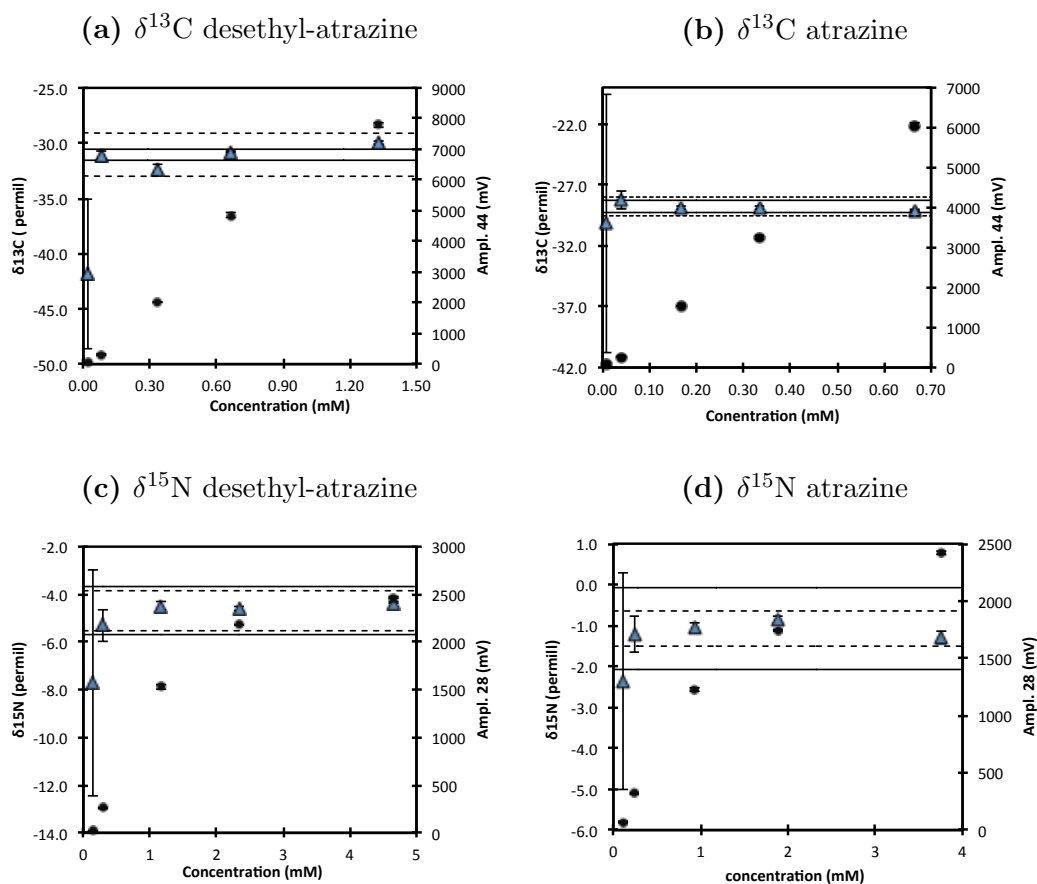 (a) δ13C desethyl-atrazine
(b) δ13C atrazine
δ13C ( permil)
-25.0
-30.0
-35.0
-40.0
-45.0
-50.0
9000
8000
7000
6000
5000
4000
3000
2000
1000
0
Ampl. 44 (mV)
0.00 0.30 0.60 0.90 1.20 1.50
Concentration (mM)
δ13C (permil)
-22.0
-27.0
-32.0
-37.0
-42.0
7000
6000
5000
4000
3000
2000
1000
0
Ampl. 44 (mV)
0.00 0.10 0.20 0.30 0.40 0.50 0.60 0.70
Conentration (mM)
(c) δ15N desethyl-atrazine
(d) δ15N atrazine
δ15N (permil)
-2.0
-4.0
-6.0
-8.0
-10.0
-12.0
-14.0
3000
2500
2000
1500
1000
500
0
Ampl. 28 (mV)
0 1 2 3 4 5
Concentration (mM)
δ15N (permill)
1.0
0.0
-1.0
-2.0
-3.0
-4.0
-5.0
-6.0
2500
2000
1500
1000
500
0
Ampl. 28 (mV)
0 1 2 3 4
concentration (mM)